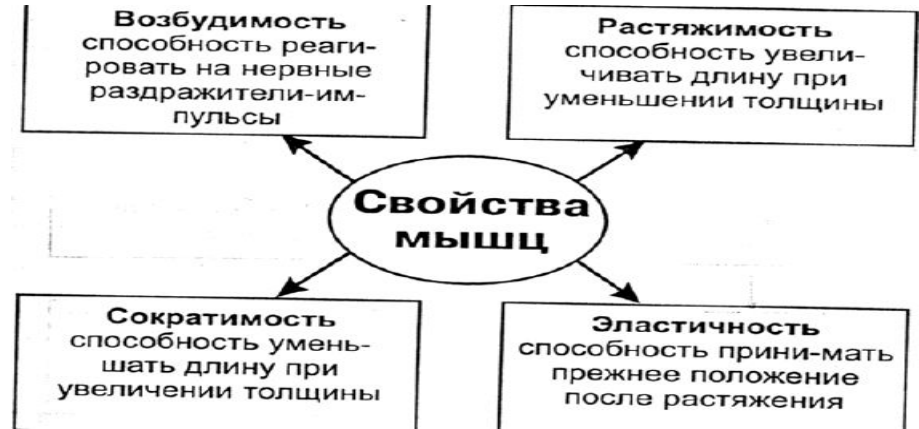 Возбудимость
способность реаги-
ровать на нервные
раздражители-им-
пульсы
Растяжимость
способность увели-
чивать длину при
уменьшении толщины
Свойства
мышц
Сократимость
способность умень-
шать длину при
увеличении толщины
Эластичность
способность прини-мать
прежнее положение
после растяжения